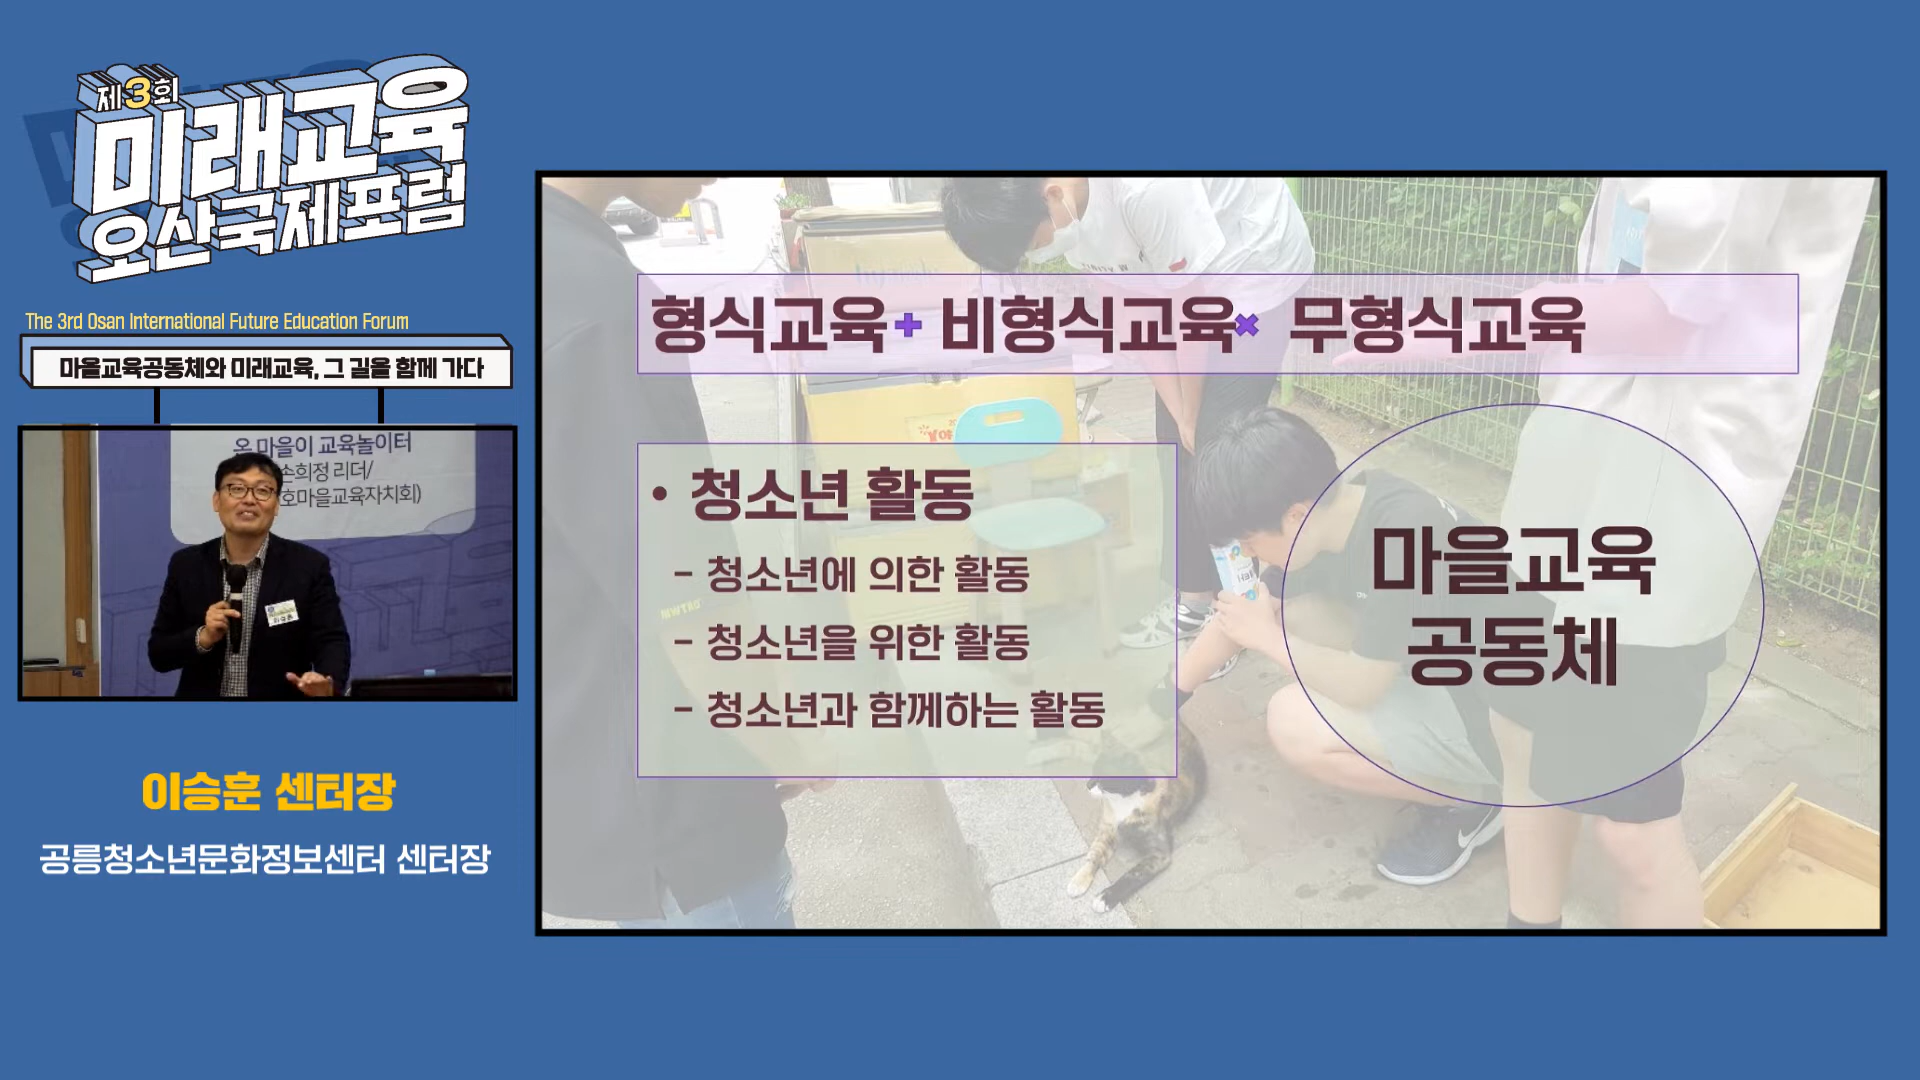 제3회
미래교육
오산국제포럼
The 3rd Osan International Future Education Forum
마을교육공동체와 미래교육, 그 길을 함께 가다
온 마을이 교육놀이터
손희정 리더/
호마을교육자치회)
이승훈 센터장
공릉청소년문화정보센터 센터장
형식교육 + 비형식교육 × 무형식교육
• 청소년 활동
- 청소년에 의한 활동
- 청소년을 위한 활동
- 청소년과 함께하는 활동
마을교육
공동체